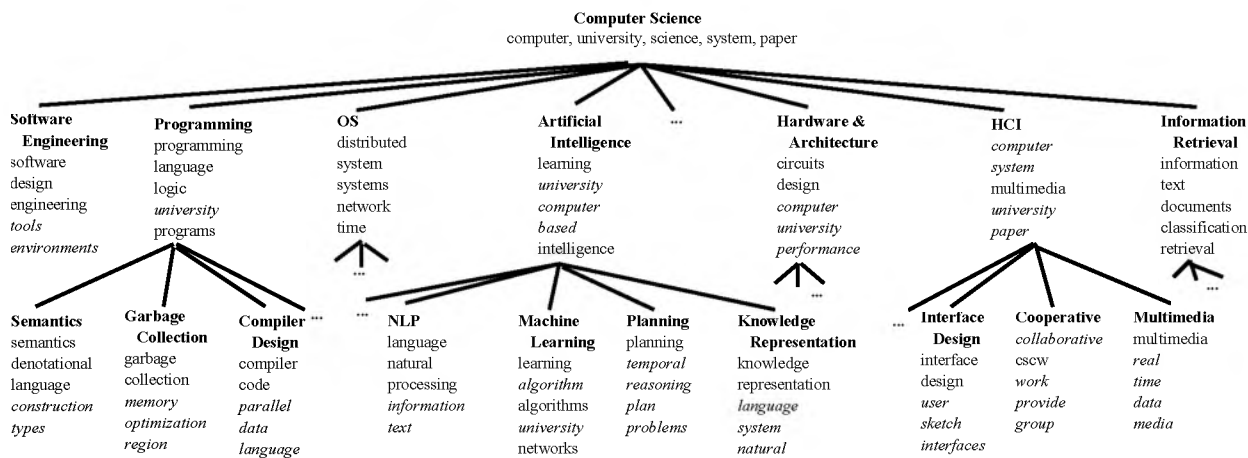 Computer Science
computer, university, science, system, paper
Software
Engineering
software
design
engineering
tools
environments
Programming
programming
language
logic
university
programs
OS
distributed
system
systems
network
time
...
Artificial
Intelligence
learning
university
computer
based
intelligence
...
Hardware &
Architecture
circuits
design
computer
university
performance
...
HCI
computer
system
multimedia
university
paper
Information
Retrieval
information
text
documents
classification
retrieval
...
Semantics
semantics
denotational
language
construction
types
Garbage
Collection
garbage
collection
memory
optimization
region
Compiler
Design
compiler
code
parallel
data
language
...
...
NLP
language
natural
processing
information
text
Machine
Learning
learning
algorithm
algorithms
university
networks
Planning
planning
temporal
reasoning
plan
problems
Knowledge
Representation
knowledge
representation
language
system
natural
...
Interface
Design
interface
design
user
sketch
interfaces
Cooperative
collaborative
cscw
work
provide
group
Multimedia
multimedia
real
time
data
media